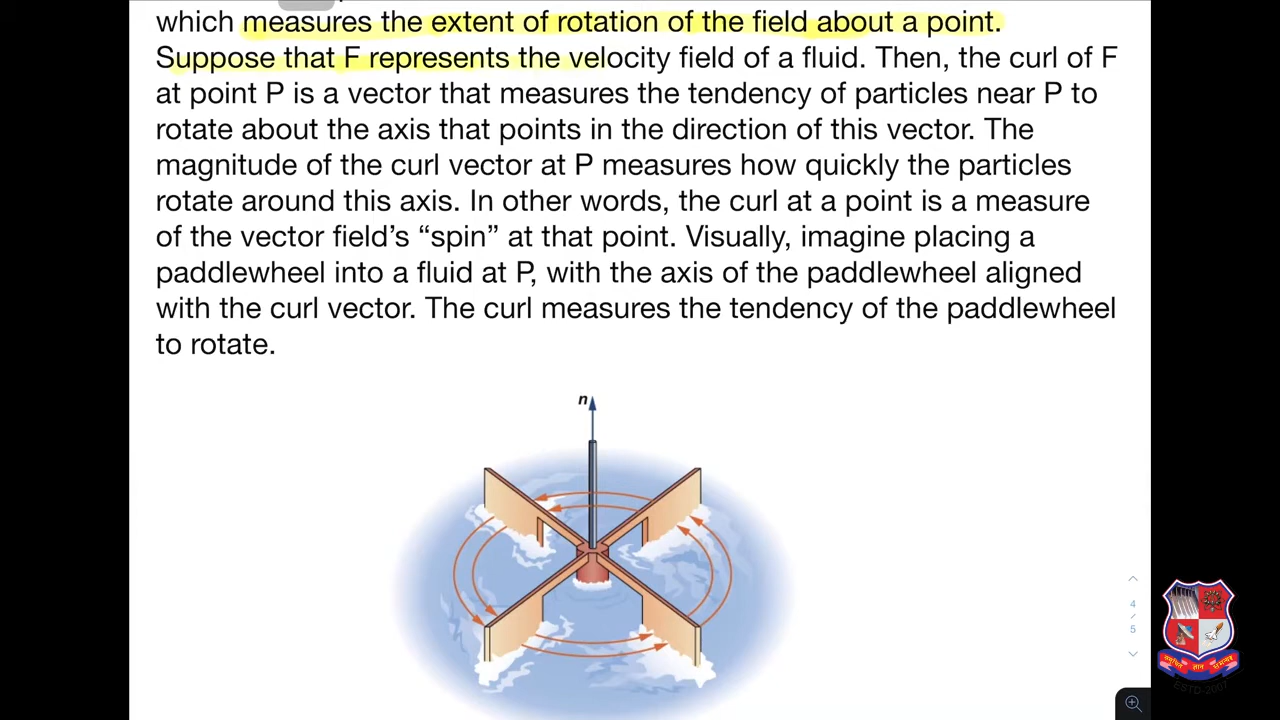 which measures the extent of rotation of the field about a point.
Suppose that F represents the velocity field of a fluid. Then, the curl of F
at point P is a vector that measures the tendency of particles near P to
rotate about the axis that points in the direction of this vector. The
magnitude of the curl vector at P measures how quickly the particles
rotate around this axis. In other words, the curl at a point is a measure
of the vector field’s “spin” at that point. Visually, imagine placing a
paddlewheel into a fluid at P, with the axis of the paddlewheel aligned
with the curl vector. The curl measures the tendency of the paddlewheel
to rotate.
n
4
/
5
ESTD-2007